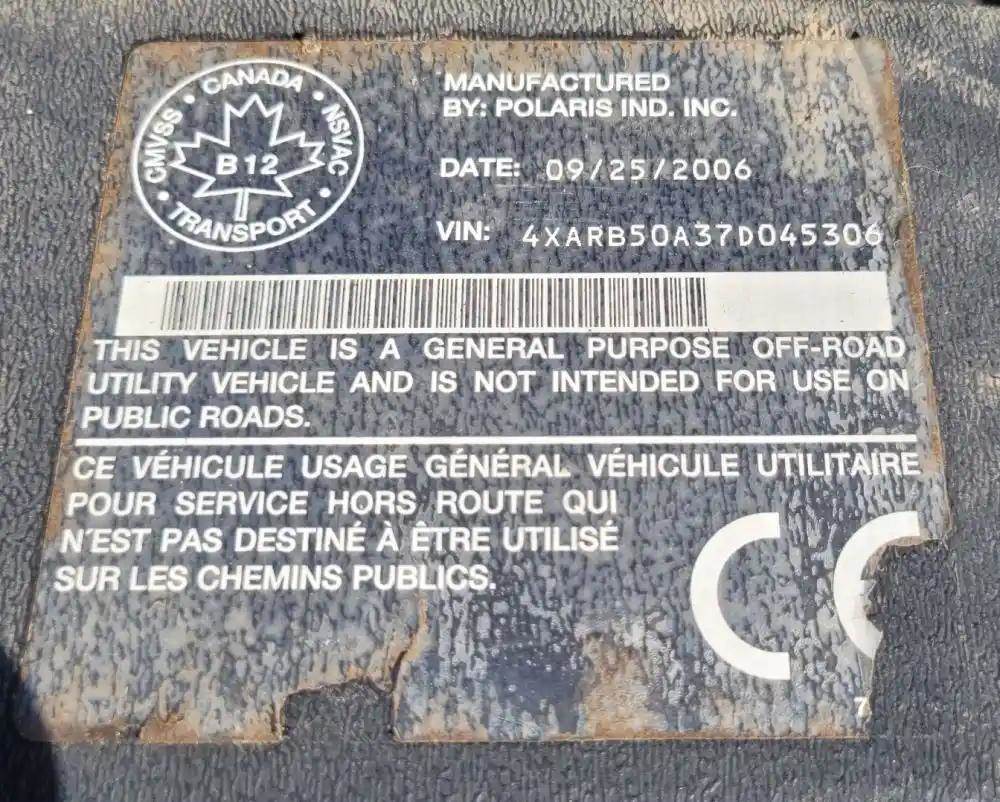 CANADA
CMVSS • NSVAC
B 12
TRANSPORT
MANUFACTURED
BY: POLARIS IND. INC.
DATE: 09/25/2006
VIN: 4XARB50A37D045306
THIS VEHICLE IS A GENERAL PURPOSE OFF-ROAD
UTILITY VEHICLE AND IS NOT INTENDED FOR USE ON
PUBLIC ROADS.
CE VÉHICULE USAGE GÉNÉRAL VÉHICULE UTILITAIRE
POUR SERVICE HORS ROUTE QUI
N'EST PAS DESTINÉ À ÊTRE UTILISÉ
SUR LES CHEMINS PUBLICS.
CE
7